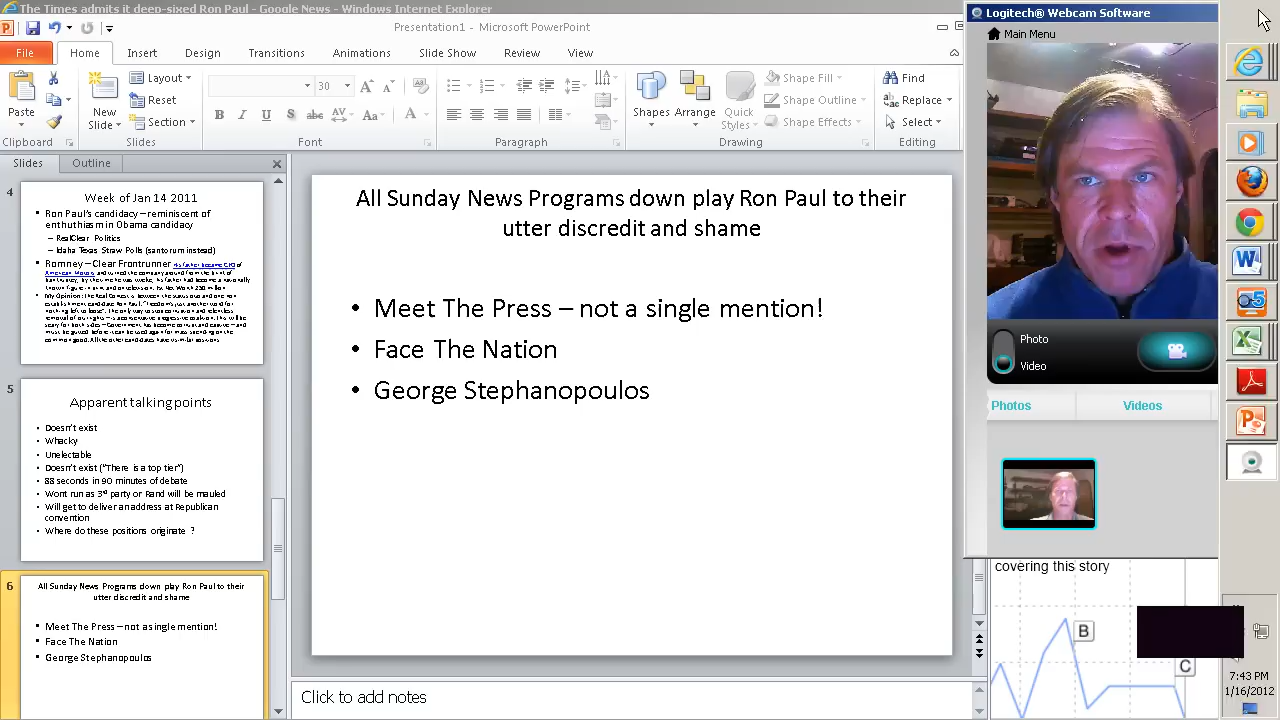 The Times admits it deep-sixed Ron Paul - Google News - Windows Internet Explorer
Presentation1 - Microsoft PowerPoint
File
Home
Insert
Design
Transitions
Animations
Slide Show
Review
View
Paste
New
Slide
Layout
Reset
Section
30
Shapes
Arrange
Quick
Styles
Shape Fill
Shape Outline
Shape Effects
Find
Replace
Select
Clipboard
Slides
Font
Paragraph
Drawing
Editing
Slides
Outline
4
Week of Jan 14 2011
• Ron Paul's candidacy – reminiscent of
enthuthiasm in Obama candidacy
– RealClear Politics
– Idaho Texas Straw Polls (santorum instead)
• Romney – Clear Frontrunner
5
Apparent talking points
• Doesn't exist
• Whacky
• Unelectable
• Doesn't exist ("There is a top tier")
• 88 seconds in 90 minutes of debate
• Wont run as 3rd party or Rand will be mauled
• Will get to deliver an address at Republican
convention
• Where do these positions originate ?
6
All Sunday News Programs down play Ron Paul to their
utter discredit and shame
• Meet The Press – not a single mention!
• Face The Nation
• George Stephanopoulos
All Sunday News Programs down play Ron Paul to their
utter discredit and shame
• Meet The Press – not a single mention!
• Face The Nation
• George Stephanopoulos
Click to add notes
Logitech® Webcam Software
Main Menu
Photo
Video
Photos
Videos
covering this story
B
C
7:43 PM
1/16/2012